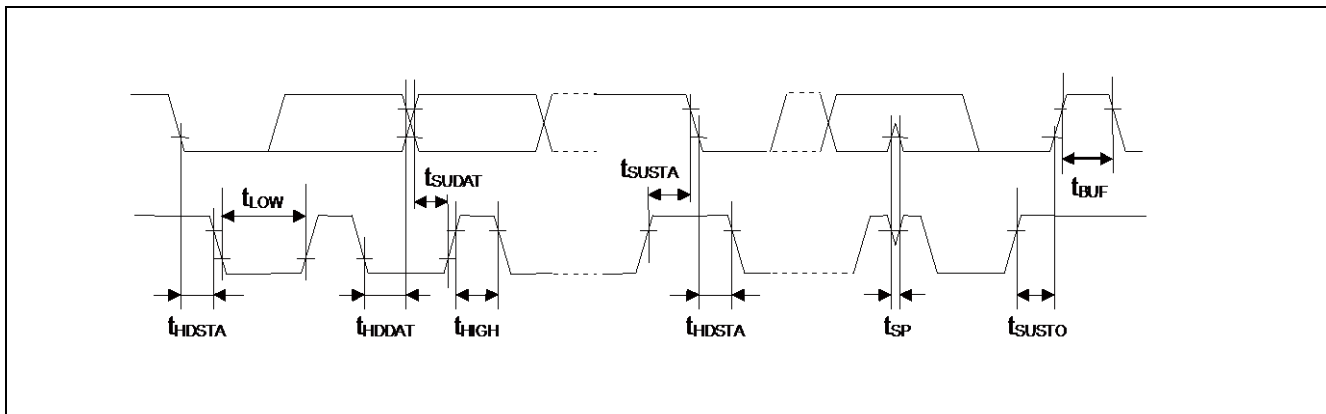 tSUDAT
tSUSTA
tLOW
tBUF
tHDSTA
tHDDAT
tHIGH
tHDSTA
tSP
tSUSTO